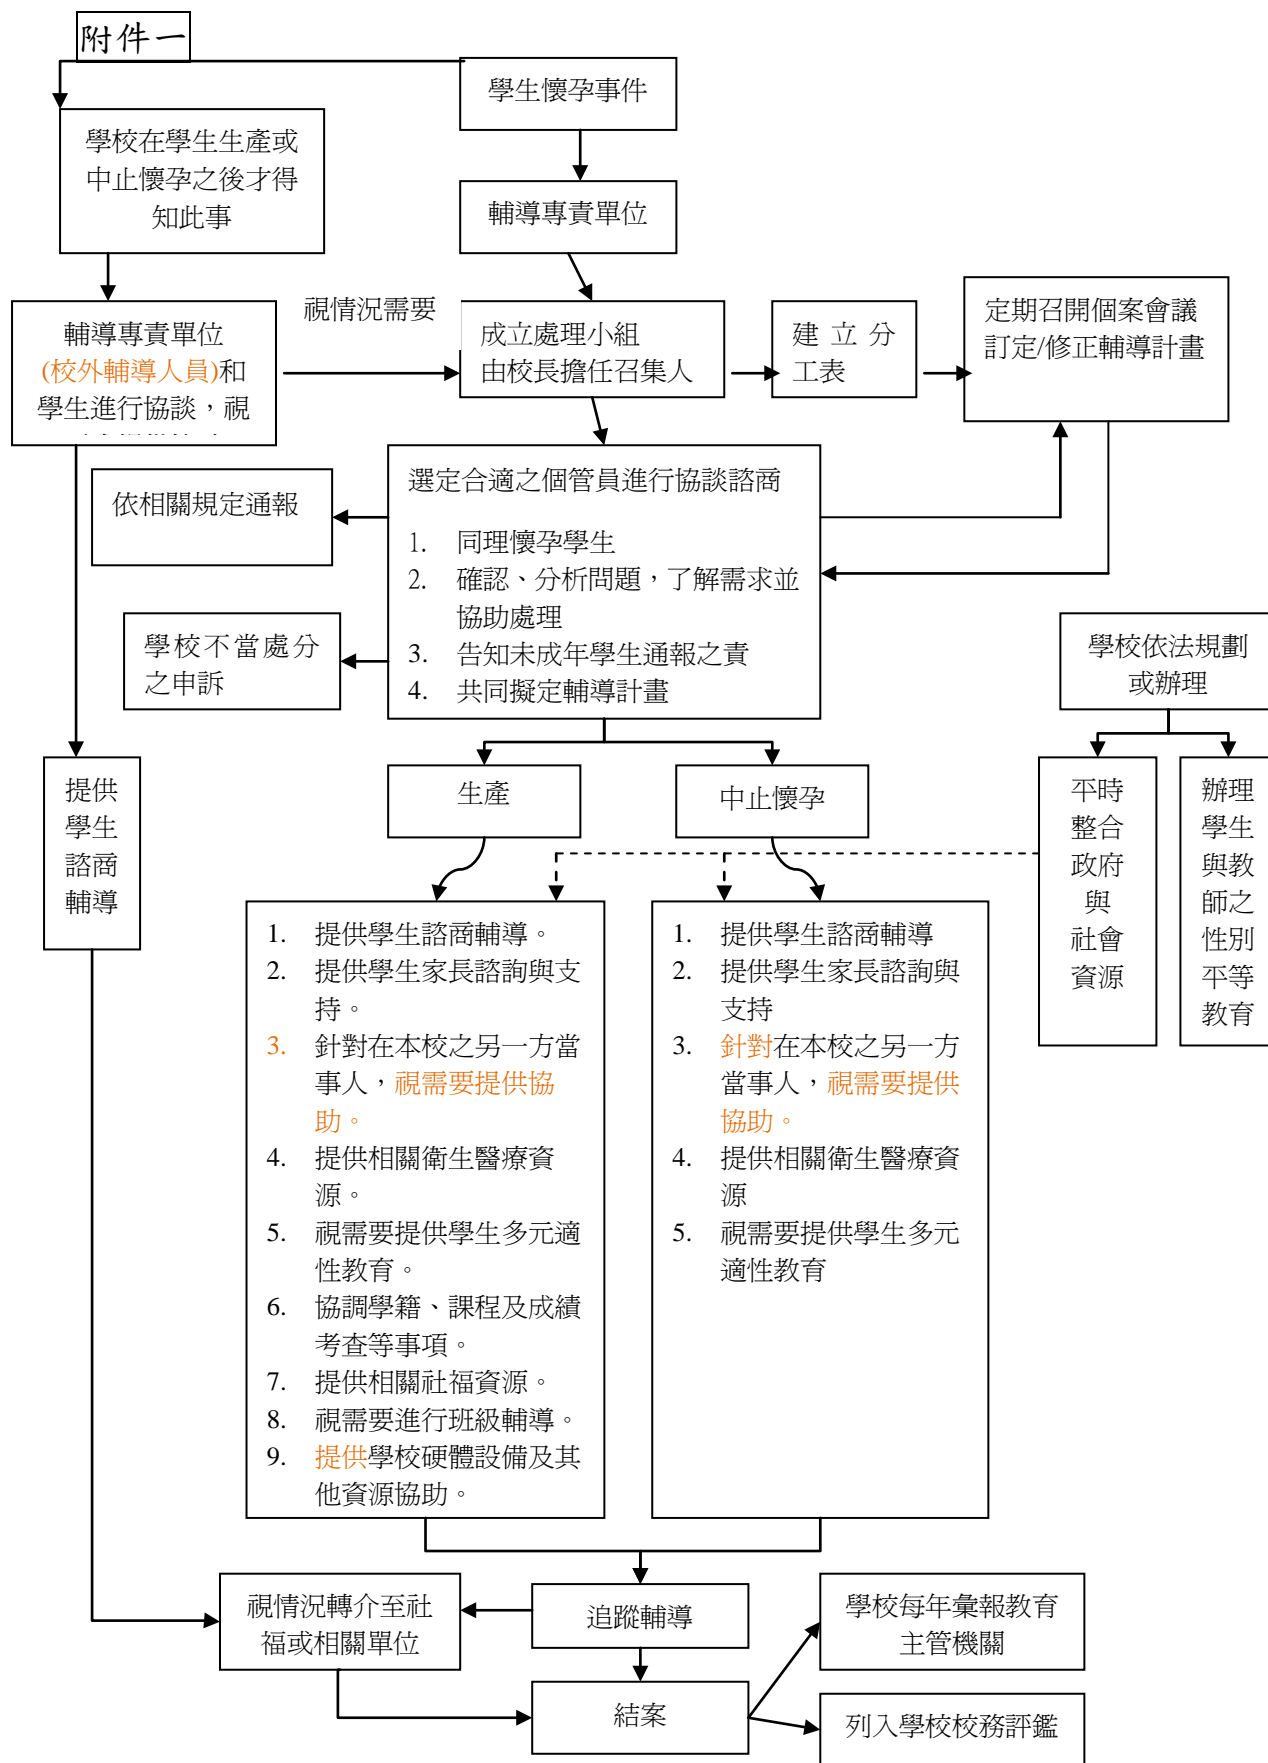 附件一
學生懷孕事件
學校在學生生產或
中止懷孕之後才得
知此事
輔導專責單位
輔導專責單位
(校外輔導人員)和
學生進行協談，視
視情況需要
成立處理小組
由校長擔任召集人
建立分
工表
定期召開個案會議
訂定/修正輔導計畫
選定合適之個管員進行協談諮商
1. 同理懷孕學生
2. 確認、分析問題，了解需求並
協助處理
3. 告知未成年學生通報之責
4. 共同擬定輔導計畫
依相關規定通報
學校不當處分
之申訴
學校依法規劃
或辦理
提供
學生
諮商
輔導
生產
中止懷孕
平時
整合
政府
與
社會
資源
辦理
學生
與教
師之
性別
平等
教育
1. 提供學生諮商輔導。
2. 提供學生家長諮詢與支
持。
3. 針對在本校之另一方當
事人，視需要提供協
助。
4. 提供相關衛生醫療資
源。
5. 視需要提供學生多元適
性教育。
6. 協調學籍、課程及成績
考查等事項。
7. 提供相關社福資源。
8. 視需要進行班級輔導。
9. 提供學校硬體設備及其
他資源協助。
1. 提供學生諮商輔導
2. 提供學生家長諮詢與
支持
3. 針對在本校之另一方
當事人，視需要提供
協助。
4. 提供相關衛生醫療資
源
5. 視需要提供學生多元
適性教育
視情況轉介至社
福或相關單位
追蹤輔導
學校每年彙報教育
主管機關
結案
列入學校校務評鑑